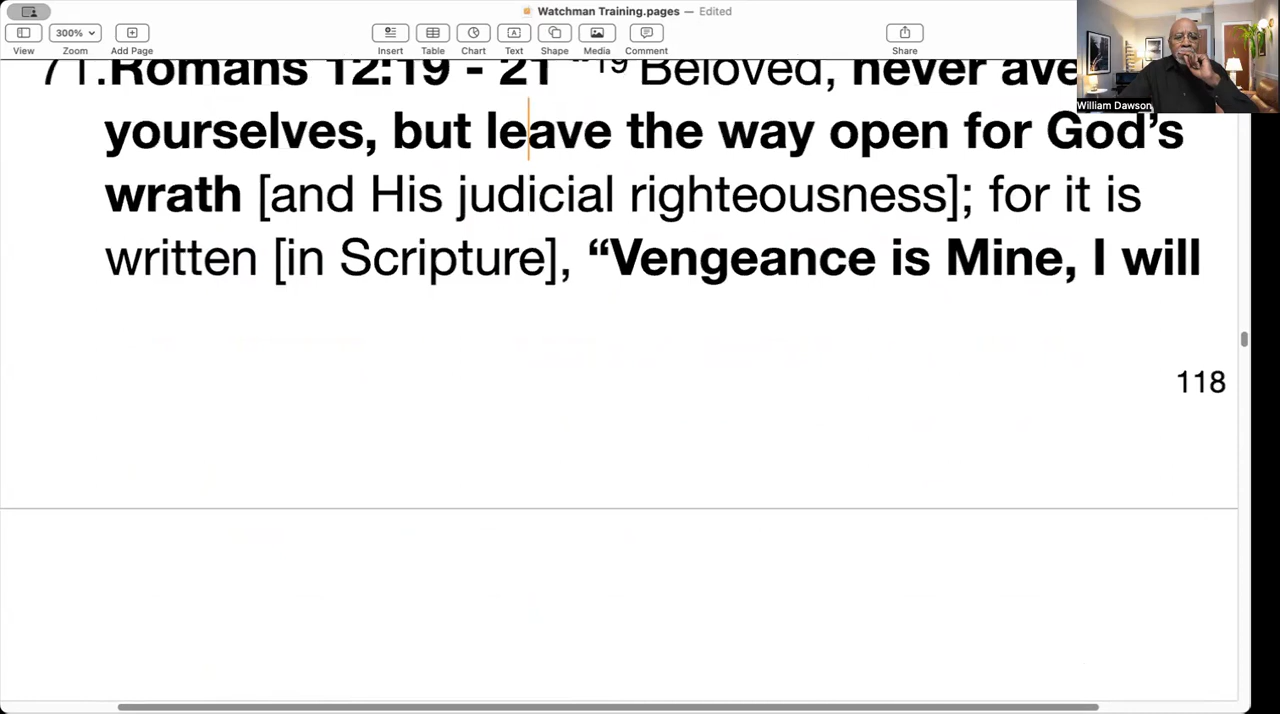 Watchman Training.pages — Edited
300%
View
Zoom
Add Page
Insert
Table
Chart
Text
Shape
Media
Comment
Share
William Dawson
71. Romans 12:19 - 21 "19 Beloved, never
yourselves, but leave the way open for God’s
wrath [and His judicial righteousness]; for it is
written [in Scripture], “Vengeance is Mine, I will
118